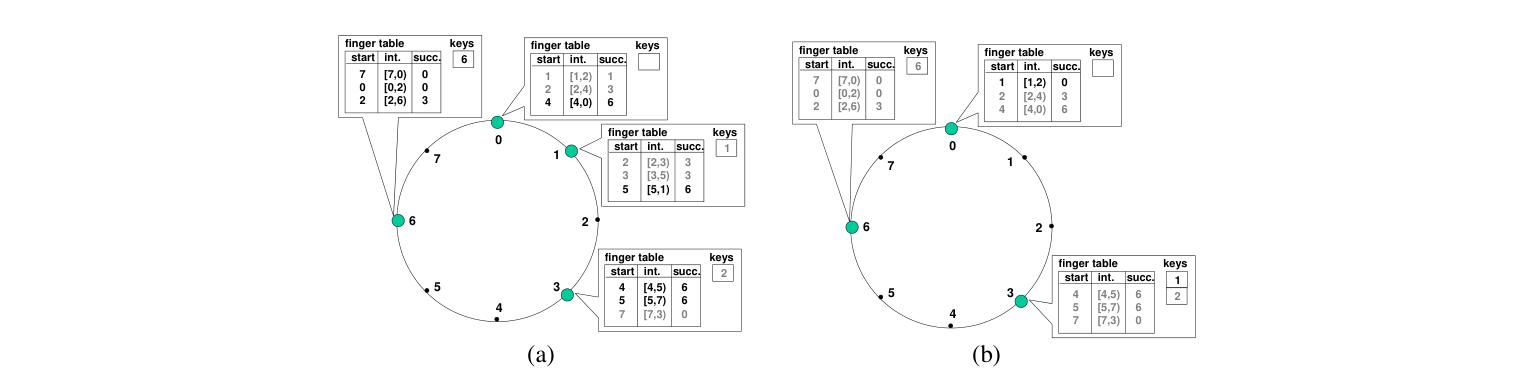 finger table keys
start int. succ.
6
7 [7,0) 0
0 [0,2) 0
2 [2,6) 3
finger table keys
start int. succ.
1 [1,2) 1
2 [2,4) 3
4 [4,0) 6
finger table keys
start int. succ.
1
2 [2,3) 3
3 [3,5) 3
5 [5,1) 6
finger table keys
start int. succ.
2
4 [4,5) 6
5 [5,7) 6
7 [7,3) 0
0
1
2
3
4
5
6
7
(a)
finger table keys
start int. succ.
6
7 [7,0) 0
0 [0,2) 0
2 [2,6) 3
finger table keys
start int. succ.
1 [1,2) 0
2 [2,4) 3
4 [4,0) 6
finger table keys
start int. succ.
1
2
4 [4,5) 6
5 [5,7) 6
7 [7,3) 0
0
1
2
3
4
5
6
7
(b)